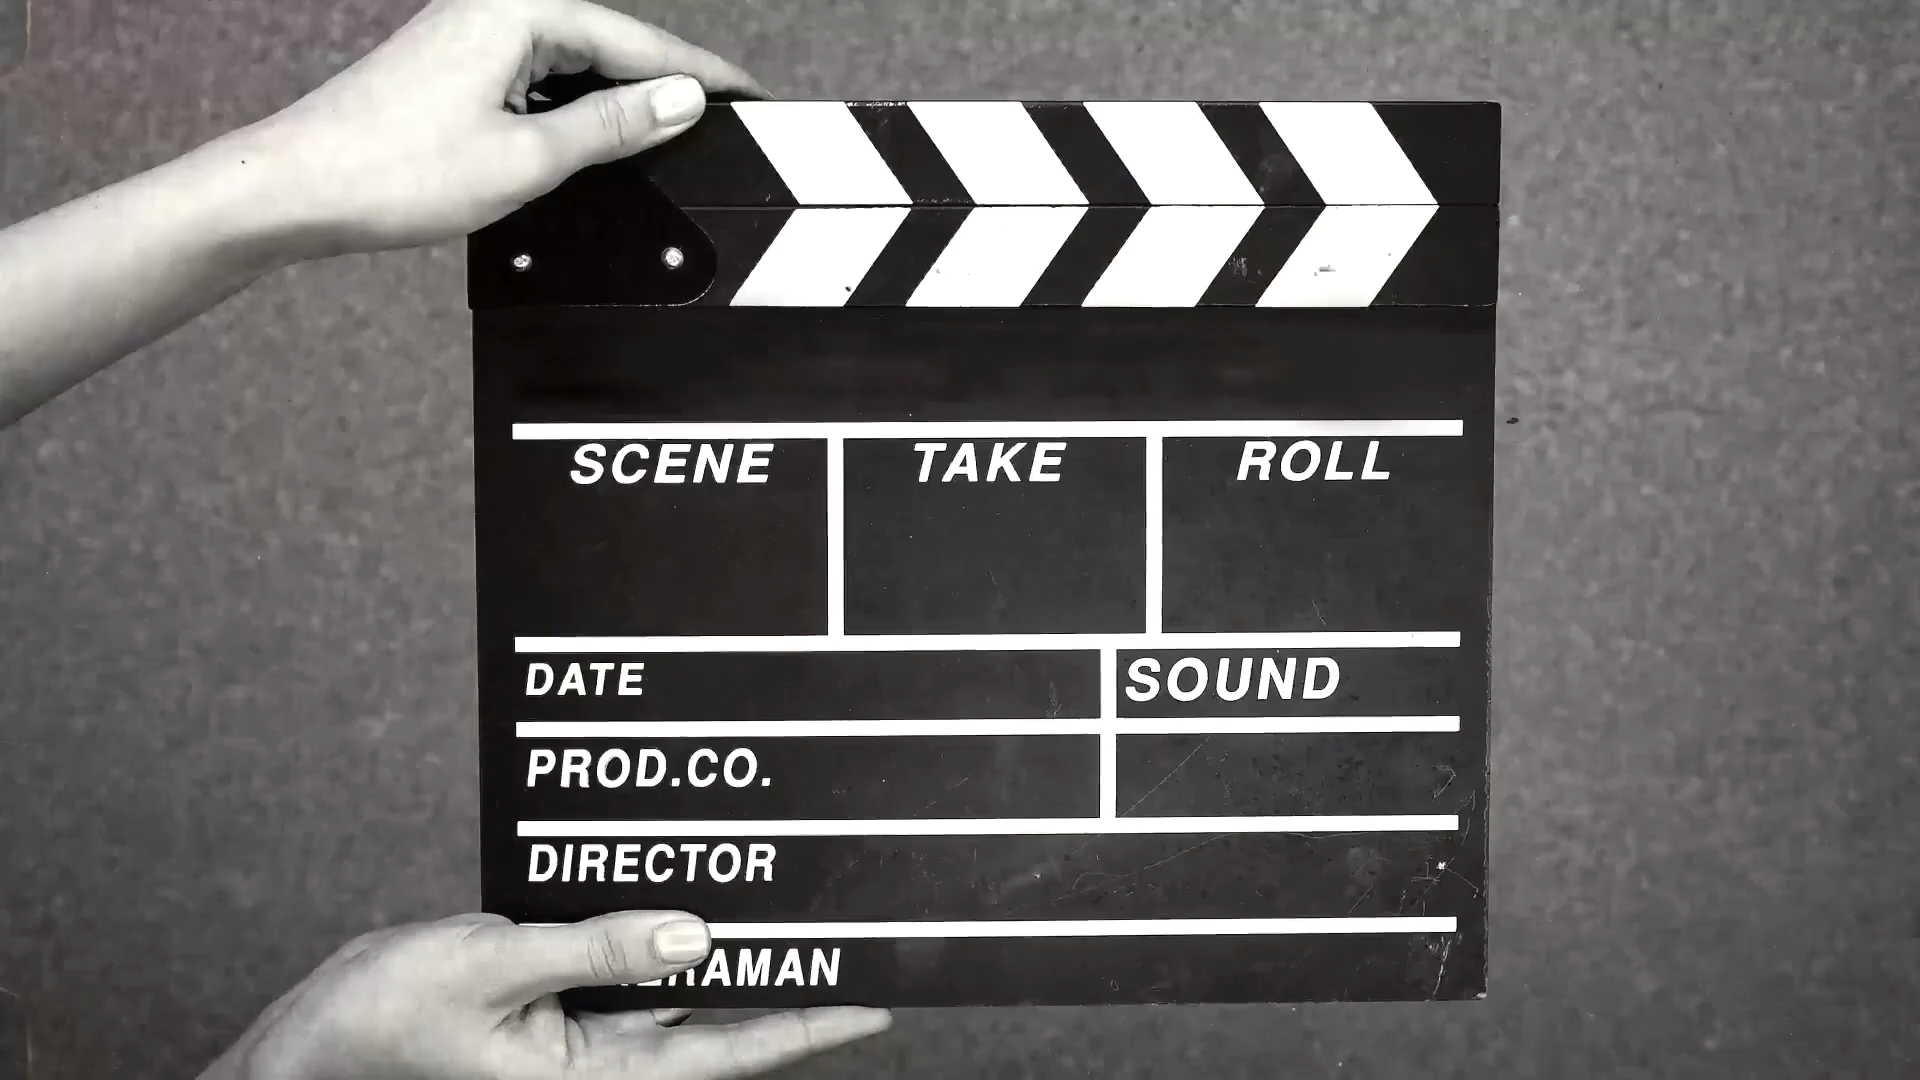 SCENE TAKE ROLL
DATE SOUND
PROD.CO.
DIRECTOR